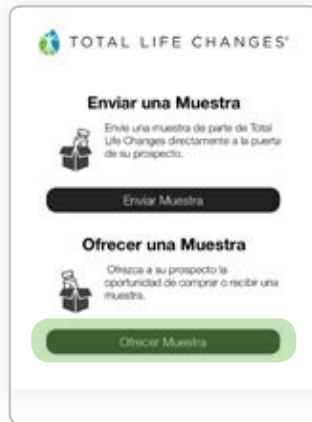 TOTAL LIFE CHANGES®
Enviar una Muestra
Envíe una muestra de parte de Total
Life Changes directamente a la puerta
de su prospecto.
Enviar Muestra
Ofrecer una Muestra
Ofrezca a su prospecto la
oportunidad de comprar o recibir una
muestra.
Ofrecer Muestra